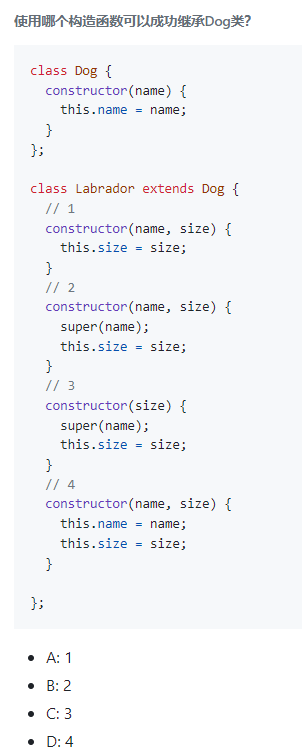 使用哪个构造函数可以成功继承Dog类?
class Dog {
  constructor(name) {
    this.name = name;
  }
};
class Labrador extends Dog {
  // 1
  constructor(name, size) {
    this.size = size;
  }
  // 2
  constructor(name, size) {
    super(name);
    this.size = size;
  }
  // 3
  constructor(size) {
    super(name);
    this.size = size;
  }
  // 4
  constructor(name, size) {
    this.name = name;
    this.size = size;
  }
};
• A: 1
• B: 2
• C: 3
• D: 4